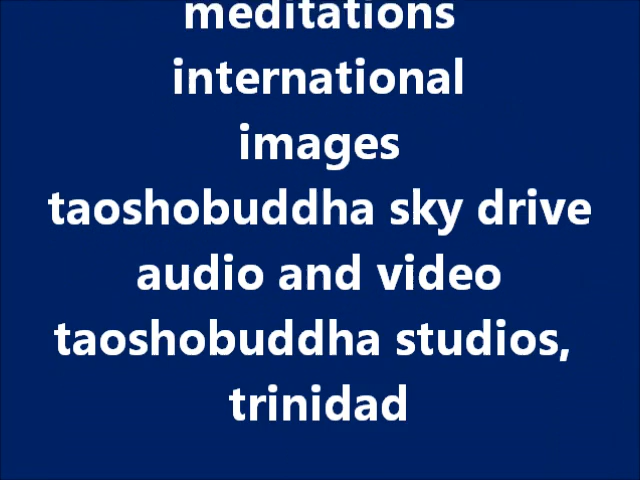 meditations
international
images
taoshobuddha sky drive
audio and video
taoshobuddha studios,
trinidad